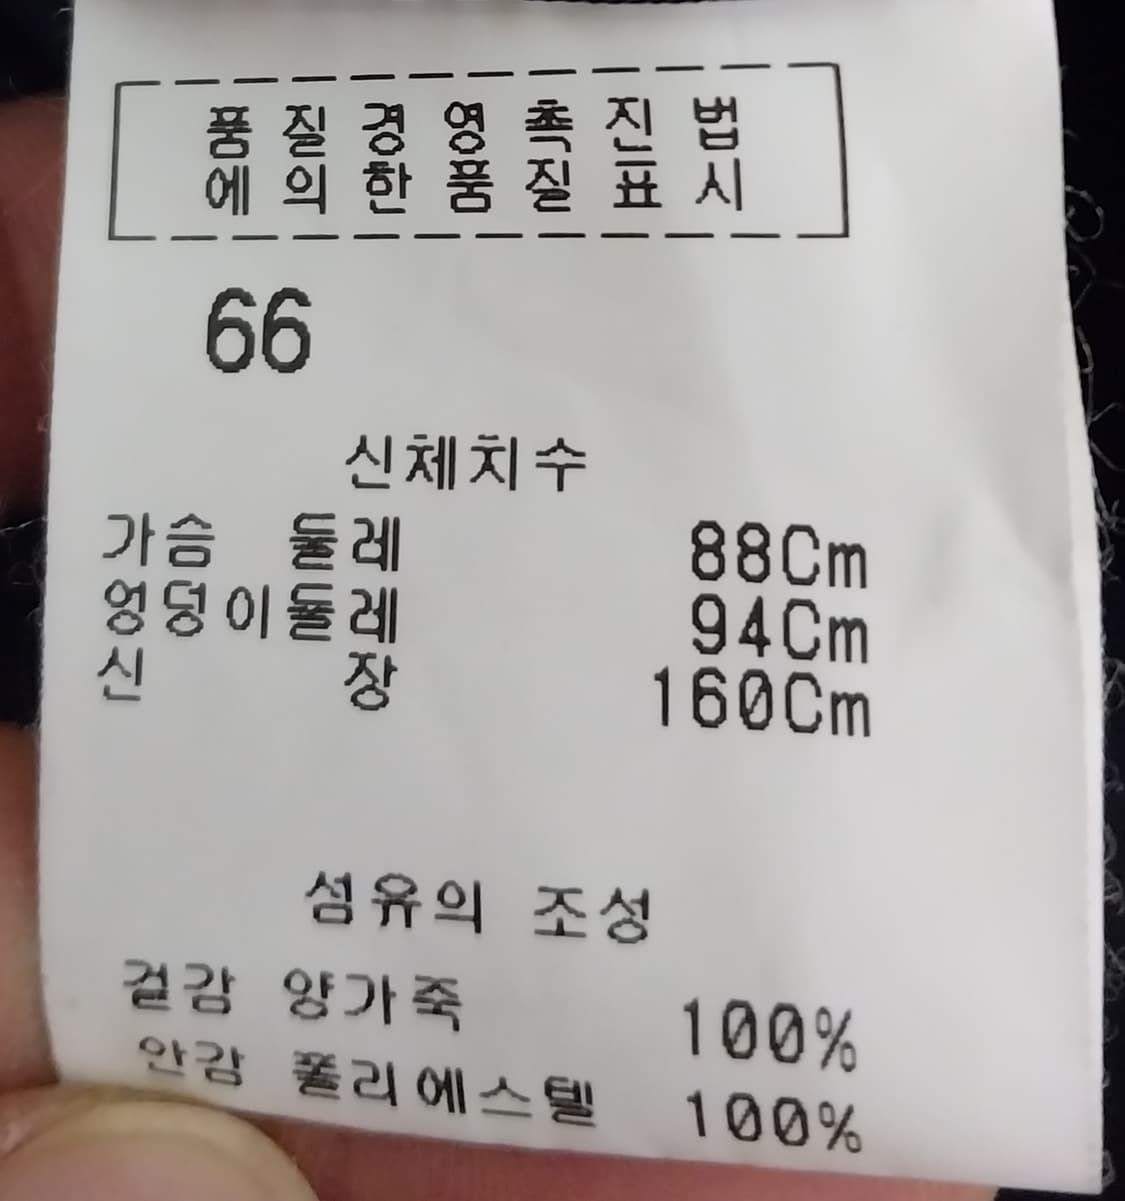 품질경영촉진법
에의한품질표시
66
신체치수
가슴 둘레 88Cm
엉덩이둘레 94Cm
신 장 160Cm
섬유의 조성
겉감 양가죽 100%
안감 폴리에스텔 100%